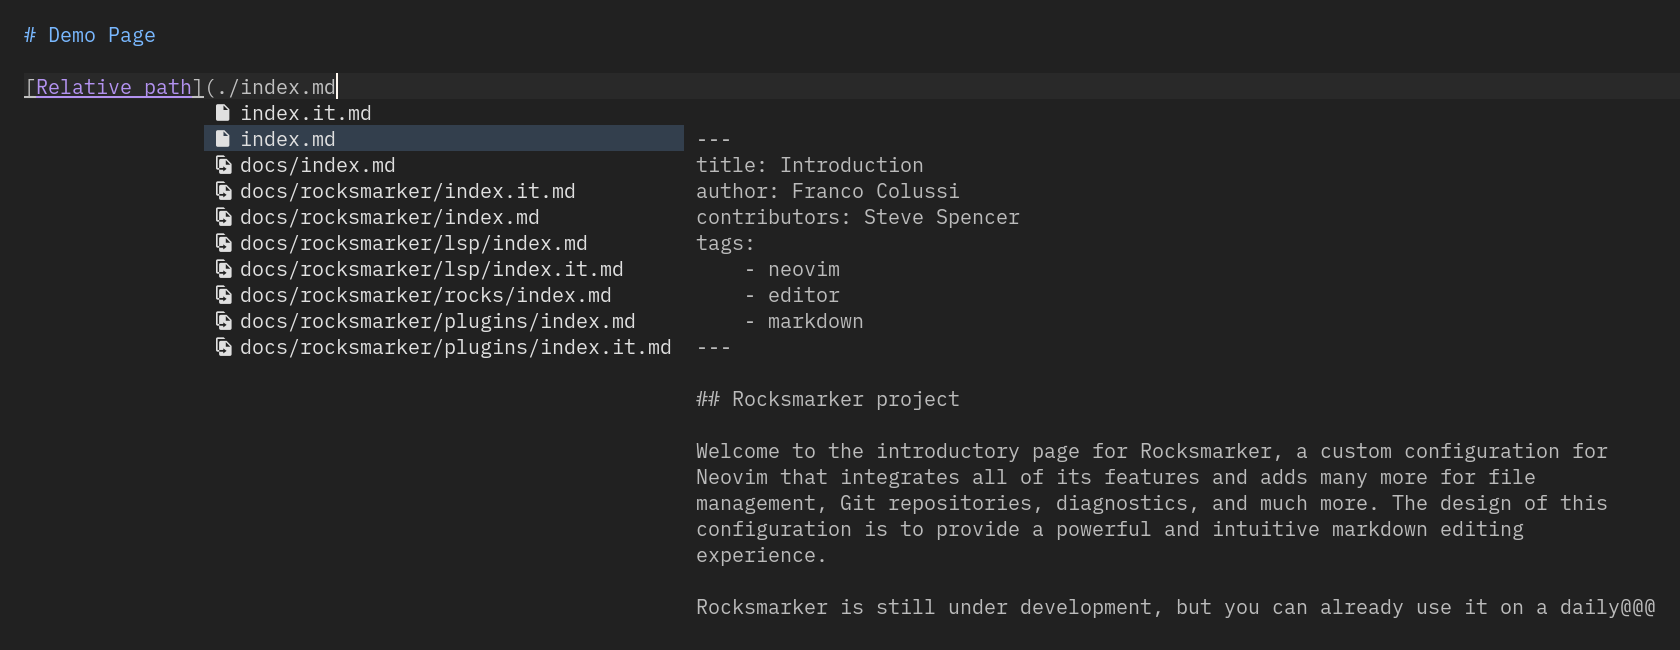 # Demo Page
[Relative path](./index.md
index.it.md
index.md
docs/index.md
docs/rocksmarker/index.it.md
docs/rocksmarker/index.md
docs/rocksmarker/lsp/index.md
docs/rocksmarker/lsp/index.it.md
docs/rocksmarker/rocks/index.md
docs/rocksmarker/plugins/index.md
docs/rocksmarker/plugins/index.it.md
---
title: Introduction
author: Franco Colussi
contributors: Steve Spencer
tags:
    - neovim
    - editor
    - markdown
---
## Rocksmarker project
Welcome to the introductory page for Rocksmarker, a custom configuration for
Neovim that integrates all of its features and adds many more for file
management, Git repositories, diagnostics, and much more. The design of this
configuration is to provide a powerful and intuitive markdown editing
experience.
Rocksmarker is still under development, but you can already use it on a daily@@@